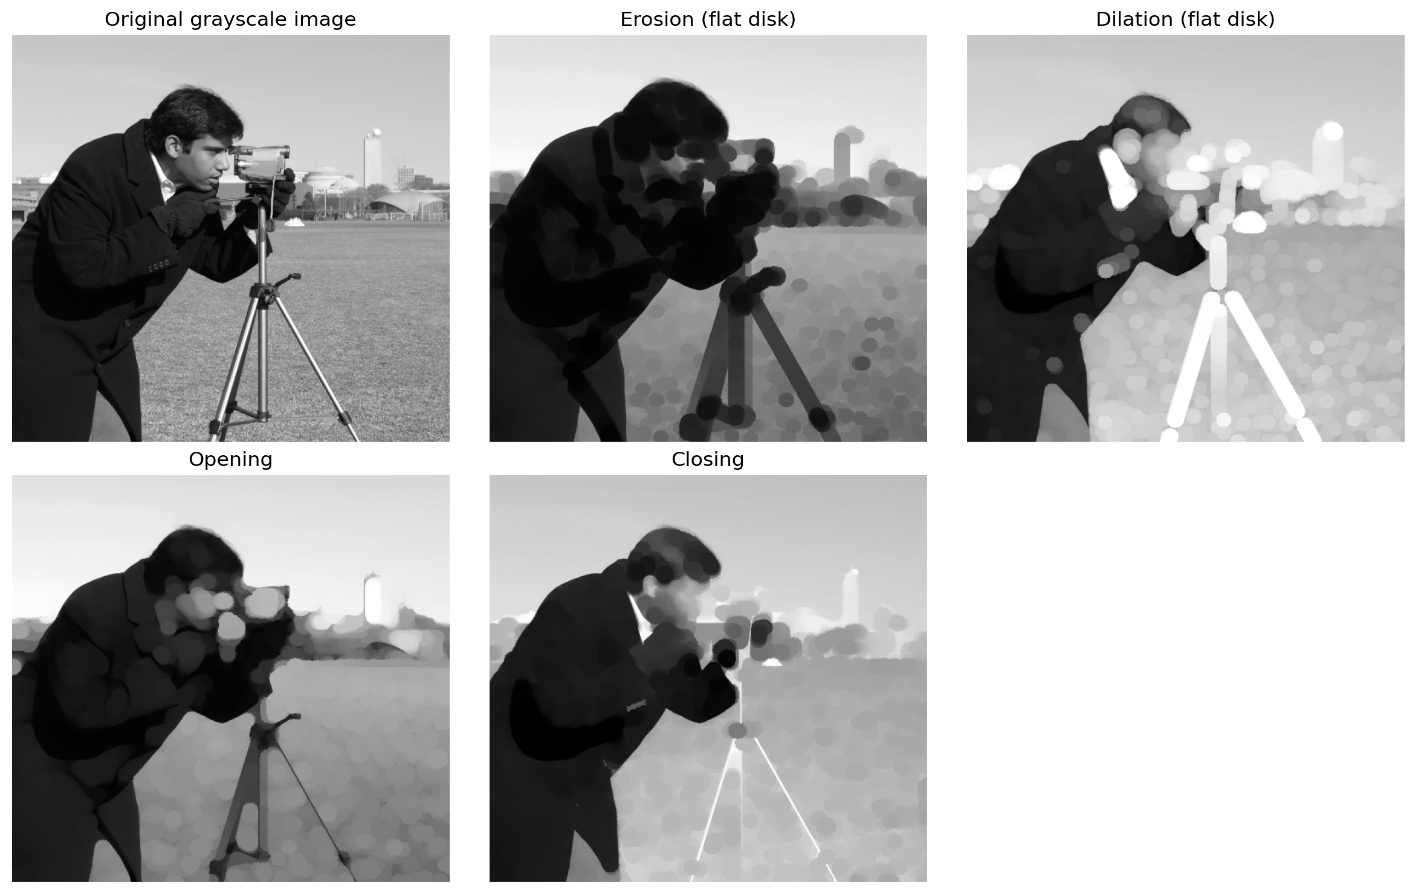 Original grayscale image
Erosion (flat disk)
Dilation (flat disk)
Opening
Closing